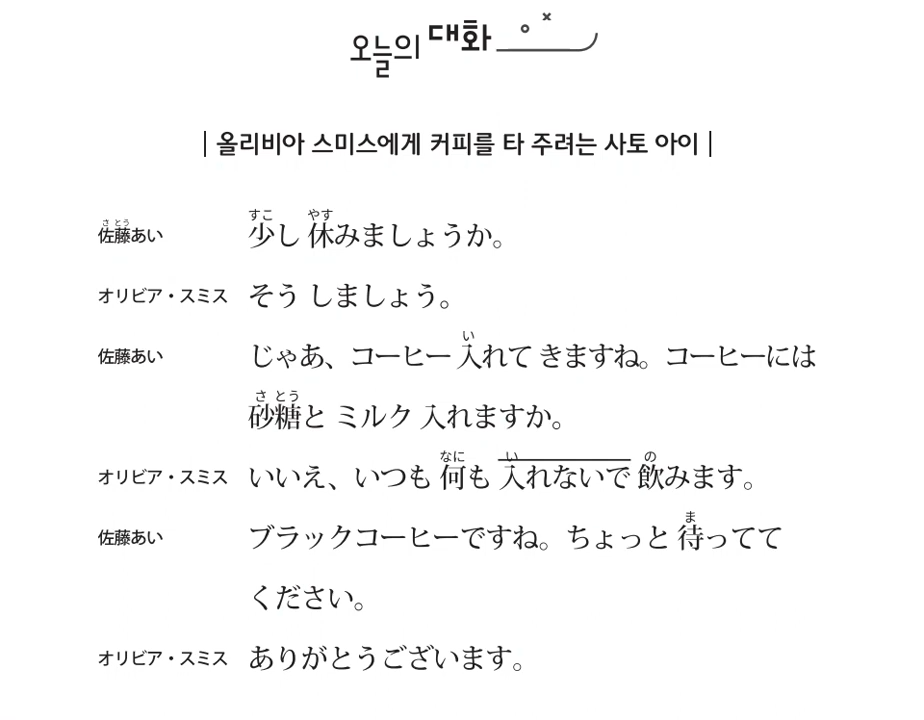 오늘의 대화
| 올리비아 스미스에게 커피를 타 주려는 사토 아이 |
さ とう すこ やす
佐藤あい 少し 休みましょうか。
オリビア・スミス そう しましょう。
い
佐藤あい じゃあ、コーヒー 入れて きますね。コーヒーには
さ とう
砂糖と ミルク 入れますか。
なに い の
オリビア・スミス いいえ、いつも 何も 入れないで 飲みます。
ま
佐藤あい ブラックコーヒーですね。ちょっと 待ってて
ください。
オリビア・スミス ありがとうございます。